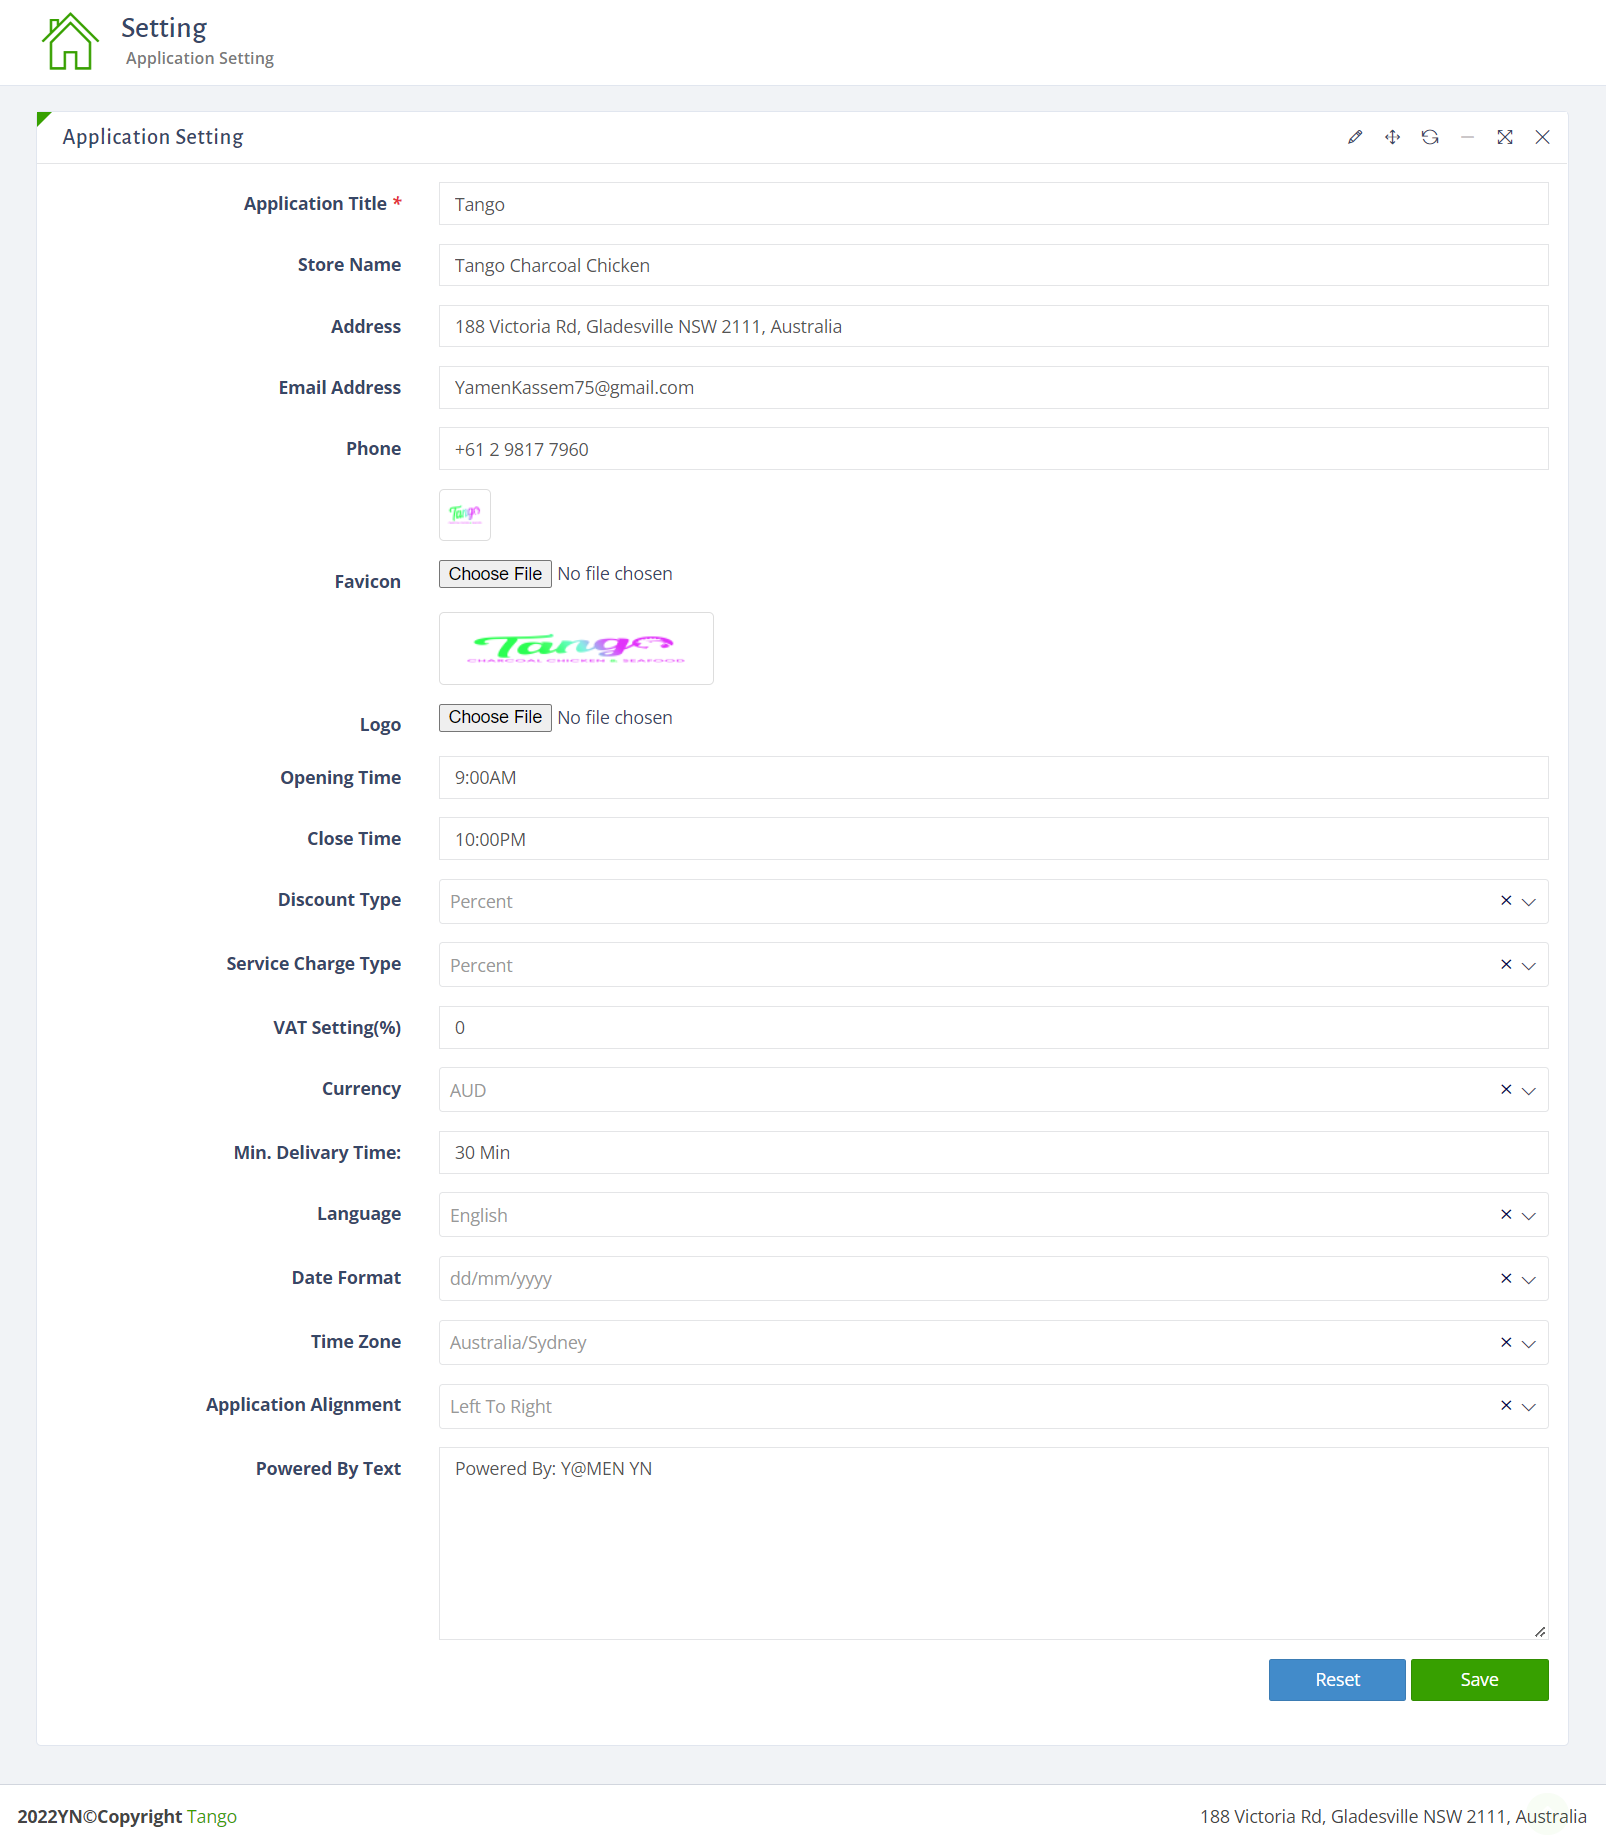 Setting
Application Setting
Application Setting
Application Title *
Tango
Store Name
Tango Charcoal Chicken
Address
188 Victoria Rd, Gladesville NSW 2111, Australia
Email Address
YamenKassem75@gmail.com
Phone
+61 2 9817 7960
Tango
Favicon
Choose File No file chosen
Tango
CHARCOAL CHICKEN & SEAFOOD
Logo
Choose File No file chosen
Opening Time
9:00AM
Close Time
10:00PM
Discount Type
Percent
Service Charge Type
Percent
VAT Setting(%)
0
Currency
AUD
Min. Delivary Time:
30 Min
Language
English
Date Format
dd/mm/yyyy
Time Zone
Australia/Sydney
Application Alignment
Left To Right
Powered By Text
Powered By: Y@MEN YN
Reset
Save
2022YN©Copyright Tango
188 Victoria Rd, Gladesville NSW 2111, Australia